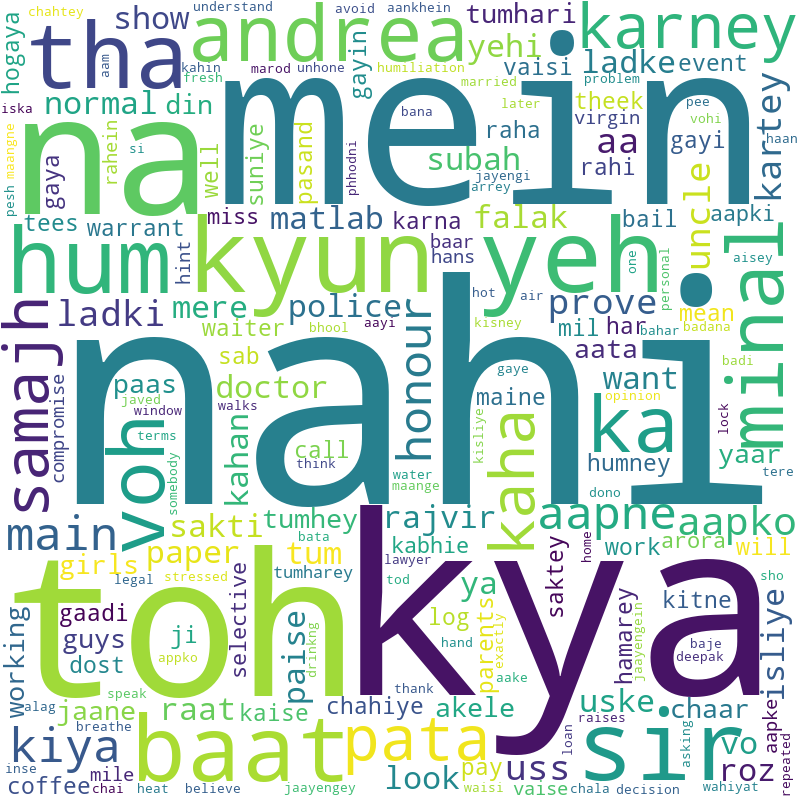 chahtey show understand avoid aankhein tumhari karney
hogaya tha kahin andrea yehi ladke event
aam fresh marod unhone humiliation married vaisi problem
iska normal din na mein gayin later theek pee haan
maangne bana virgin vohi kartey
pesh rahein si well suniye pasand phhodni raha aa gayi
gaya subah jayengi arrey rahi
tees warrant miss matlab karna falak bail aapki
hum hint kyun baar hans yeh uncle one personal aisey
ladki mere police hot air prove mean minal
samajh waiter bhool aayi kisney mil har bahar badana
sab aata badi
compromise paas doctor gaye want
javed window walks honour maine ka opinion lock
nahi
voh terms kahan call think kisliye humney yaar
somebody water maange kaha dono tere
main sakti tumhey rajvir aapne aapko
girls paper bata tum kabhie work arora will
legal stressed tumharey lawyer home sho
toh kya ya saktey
gaadi selective tod log parents exactly hamarey kitne isliye
working guys ji paise hand jaayengein baje deepak
dost appko drinkng aake uske
speak thank chaar
alag jaane raat kaise chahiye akele aapke
kiya breathe baat pata sir raises asking vo
inse mile look pay uss loan roz repeated
coffee chai heat believe jaayengey waisi vaise chala decision wahiyat